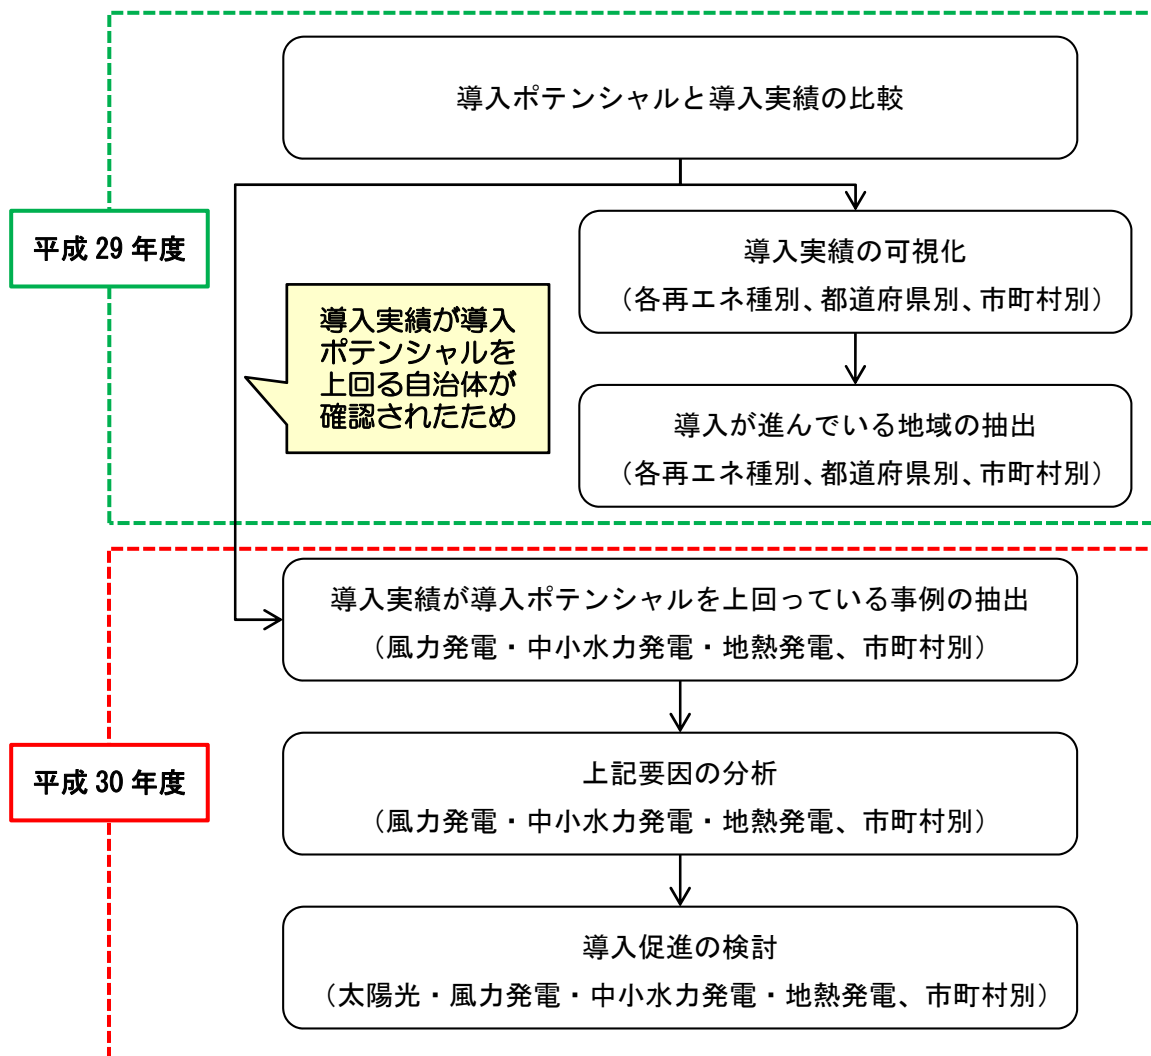 導入ポテンシャルと導入実績の比較
平成 29 年度
導入実績の可視化
（各再エネ種別、都道府県別、市町村別）
導入実績が導入
ポテンシャルを
上回る自治体が
確認されたため
導入が進んでいる地域の抽出
（各再エネ種別、都道府県別、市町村別）
導入実績が導入ポテンシャルを上回っている事例の抽出
（風力発電・中小水力発電・地熱発電、市町村別）
平成 30 年度
上記要因の分析
（風力発電・中小水力発電・地熱発電、市町村別）
導入促進の検討
（太陽光・風力発電・中小水力発電・地熱発電、市町村別）